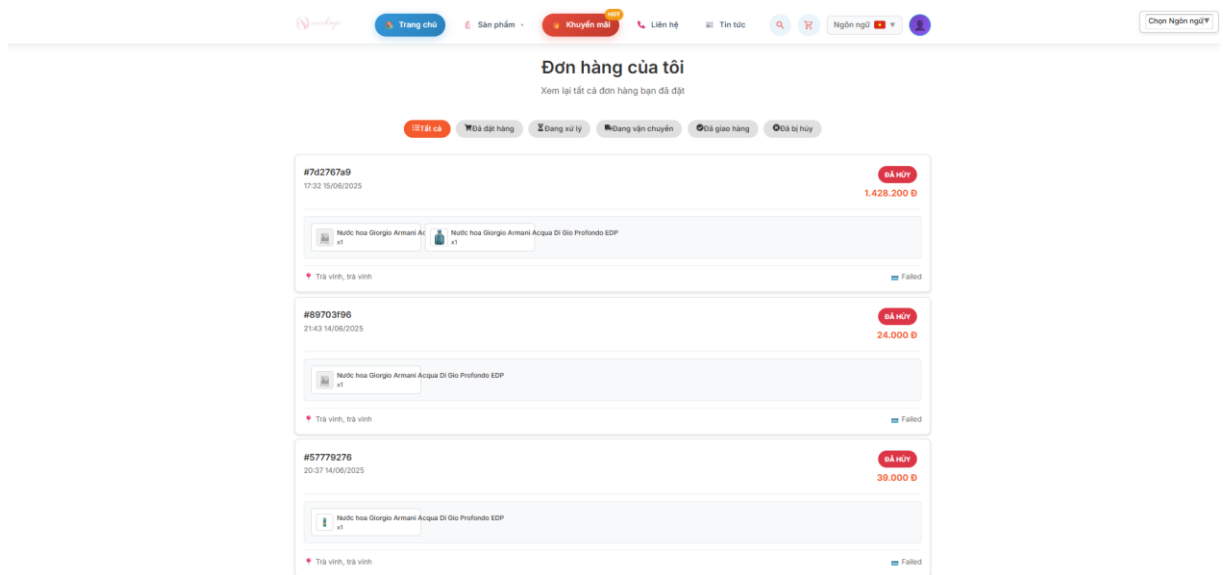 Trang chủ
Sản phẩm
Khuyến mãi
HOT
Liên hệ
Tin tức
Ngôn ngữ
Chọn Ngôn ngữ▼
Đơn hàng của tôi
Xem lại tất cả đơn hàng bạn đã đặt
Tất cả
Đã đặt hàng
Đang xử lý
Đang vận chuyển
Đã giao hàng
Đã bị hủy
#7d2767a9
ĐÃ HỦY
17:32 15/06/2025
1.428.200 Đ
Nước hoa Giorgio Armani
x1
Nước hoa Giorgio Armani Acqua Di Gio Profondo EDP
x1
Trà vinh, trà vinh
Failed
#89703f96
ĐÃ HỦY
21:43 14/06/2025
24.000 Đ
Nước hoa Giorgio Armani Acqua Di Gio Profondo EDP
x1
Trà vinh, trà vinh
Failed
#57779276
ĐÃ HỦY
20:37 14/06/2025
39.000 Đ
Nước hoa Giorgio Armani Acqua Di Gio Profondo EDP
x1
Trà vinh, trà vinh
Failed